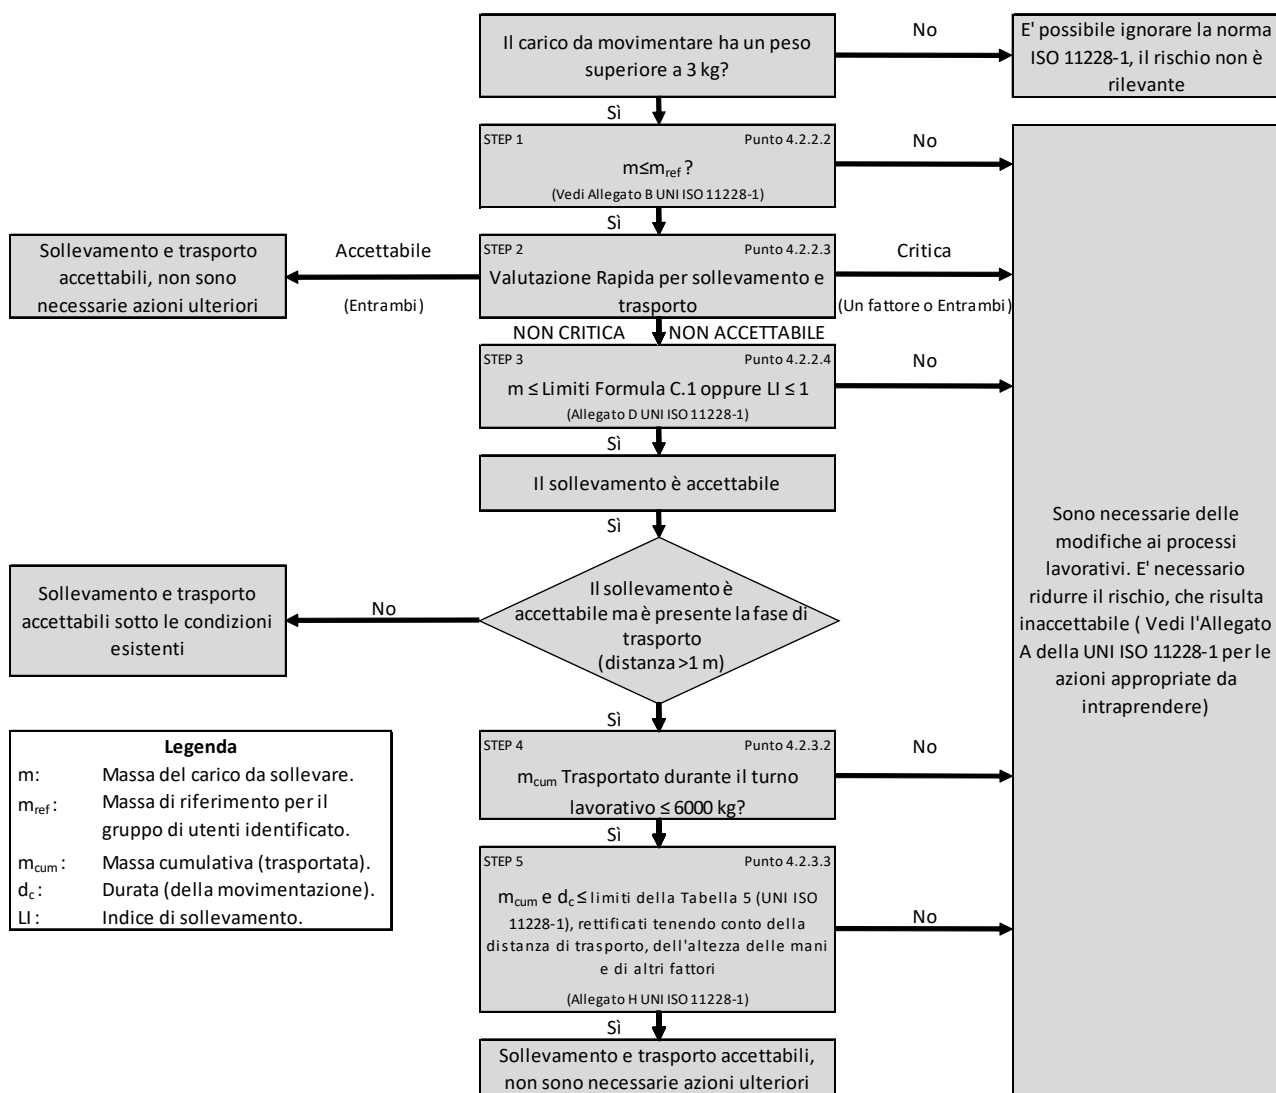 Il carico da movimentare ha un peso
superiore a 3 kg?
No
E' possibile ignorare la norma
ISO 11228-1, il rischio non è
rilevante
Sì
STEP 1 Punto 4.2.2.2
m≤mref ?
(Vedi Allegato B UNI ISO 11228-1)
No
Sì
Sollevamento e trasporto
accettabili, non sono
necessarie azioni ulteriori
Accettabile
(Entrambi)
STEP 2 Punto 4.2.2.3
Valutazione Rapida per sollevamento e
trasporto
Critica
(Un fattore o Entrambi)
NON CRITICA NON ACCETTABILE
STEP 3 Punto 4.2.2.4
m ≤ Limiti Formula C.1 oppure LI ≤ 1
(Allegato D UNI ISO 11228-1)
No
Sì
Il sollevamento è accettabile
Sì
Sono necessarie delle
modifiche ai processi
lavorativi. E' necessario
ridurre il rischio, che risulta
inaccettabile ( Vedi l'Allegato
A della UNI ISO 11228-1 per le
azioni appropriate da
intraprendere)
Sollevamento e trasporto
accettabili sotto le condizioni
esistenti
No
Il sollevamento è
accettabile ma è presente la fase di
trasporto
(distanza >1 m)
Sì
STEP 4 Punto 4.2.3.2
mcum Trasportato durante il turno
lavorativo ≤ 6000 kg?
No
Sì
Legenda
m: Massa del carico da sollevare.
mref: Massa di riferimento per il
gruppo di utenti identificato.
mcum: Massa cumulativa (trasportata).
dc: Durata (della movimentazione).
LI: Indice di sollevamento.
STEP 5 Punto 4.2.3.3
mcum e dc ≤ limiti della Tabella 5 (UNI ISO
11228-1), rettificati tenendo conto della
distanza di trasporto, dell'altezza delle mani
e di altri fattori
(Allegato H UNI ISO 11228-1)
No
Sì
Sollevamento e trasporto accettabili,
non sono necessarie azioni ulteriori